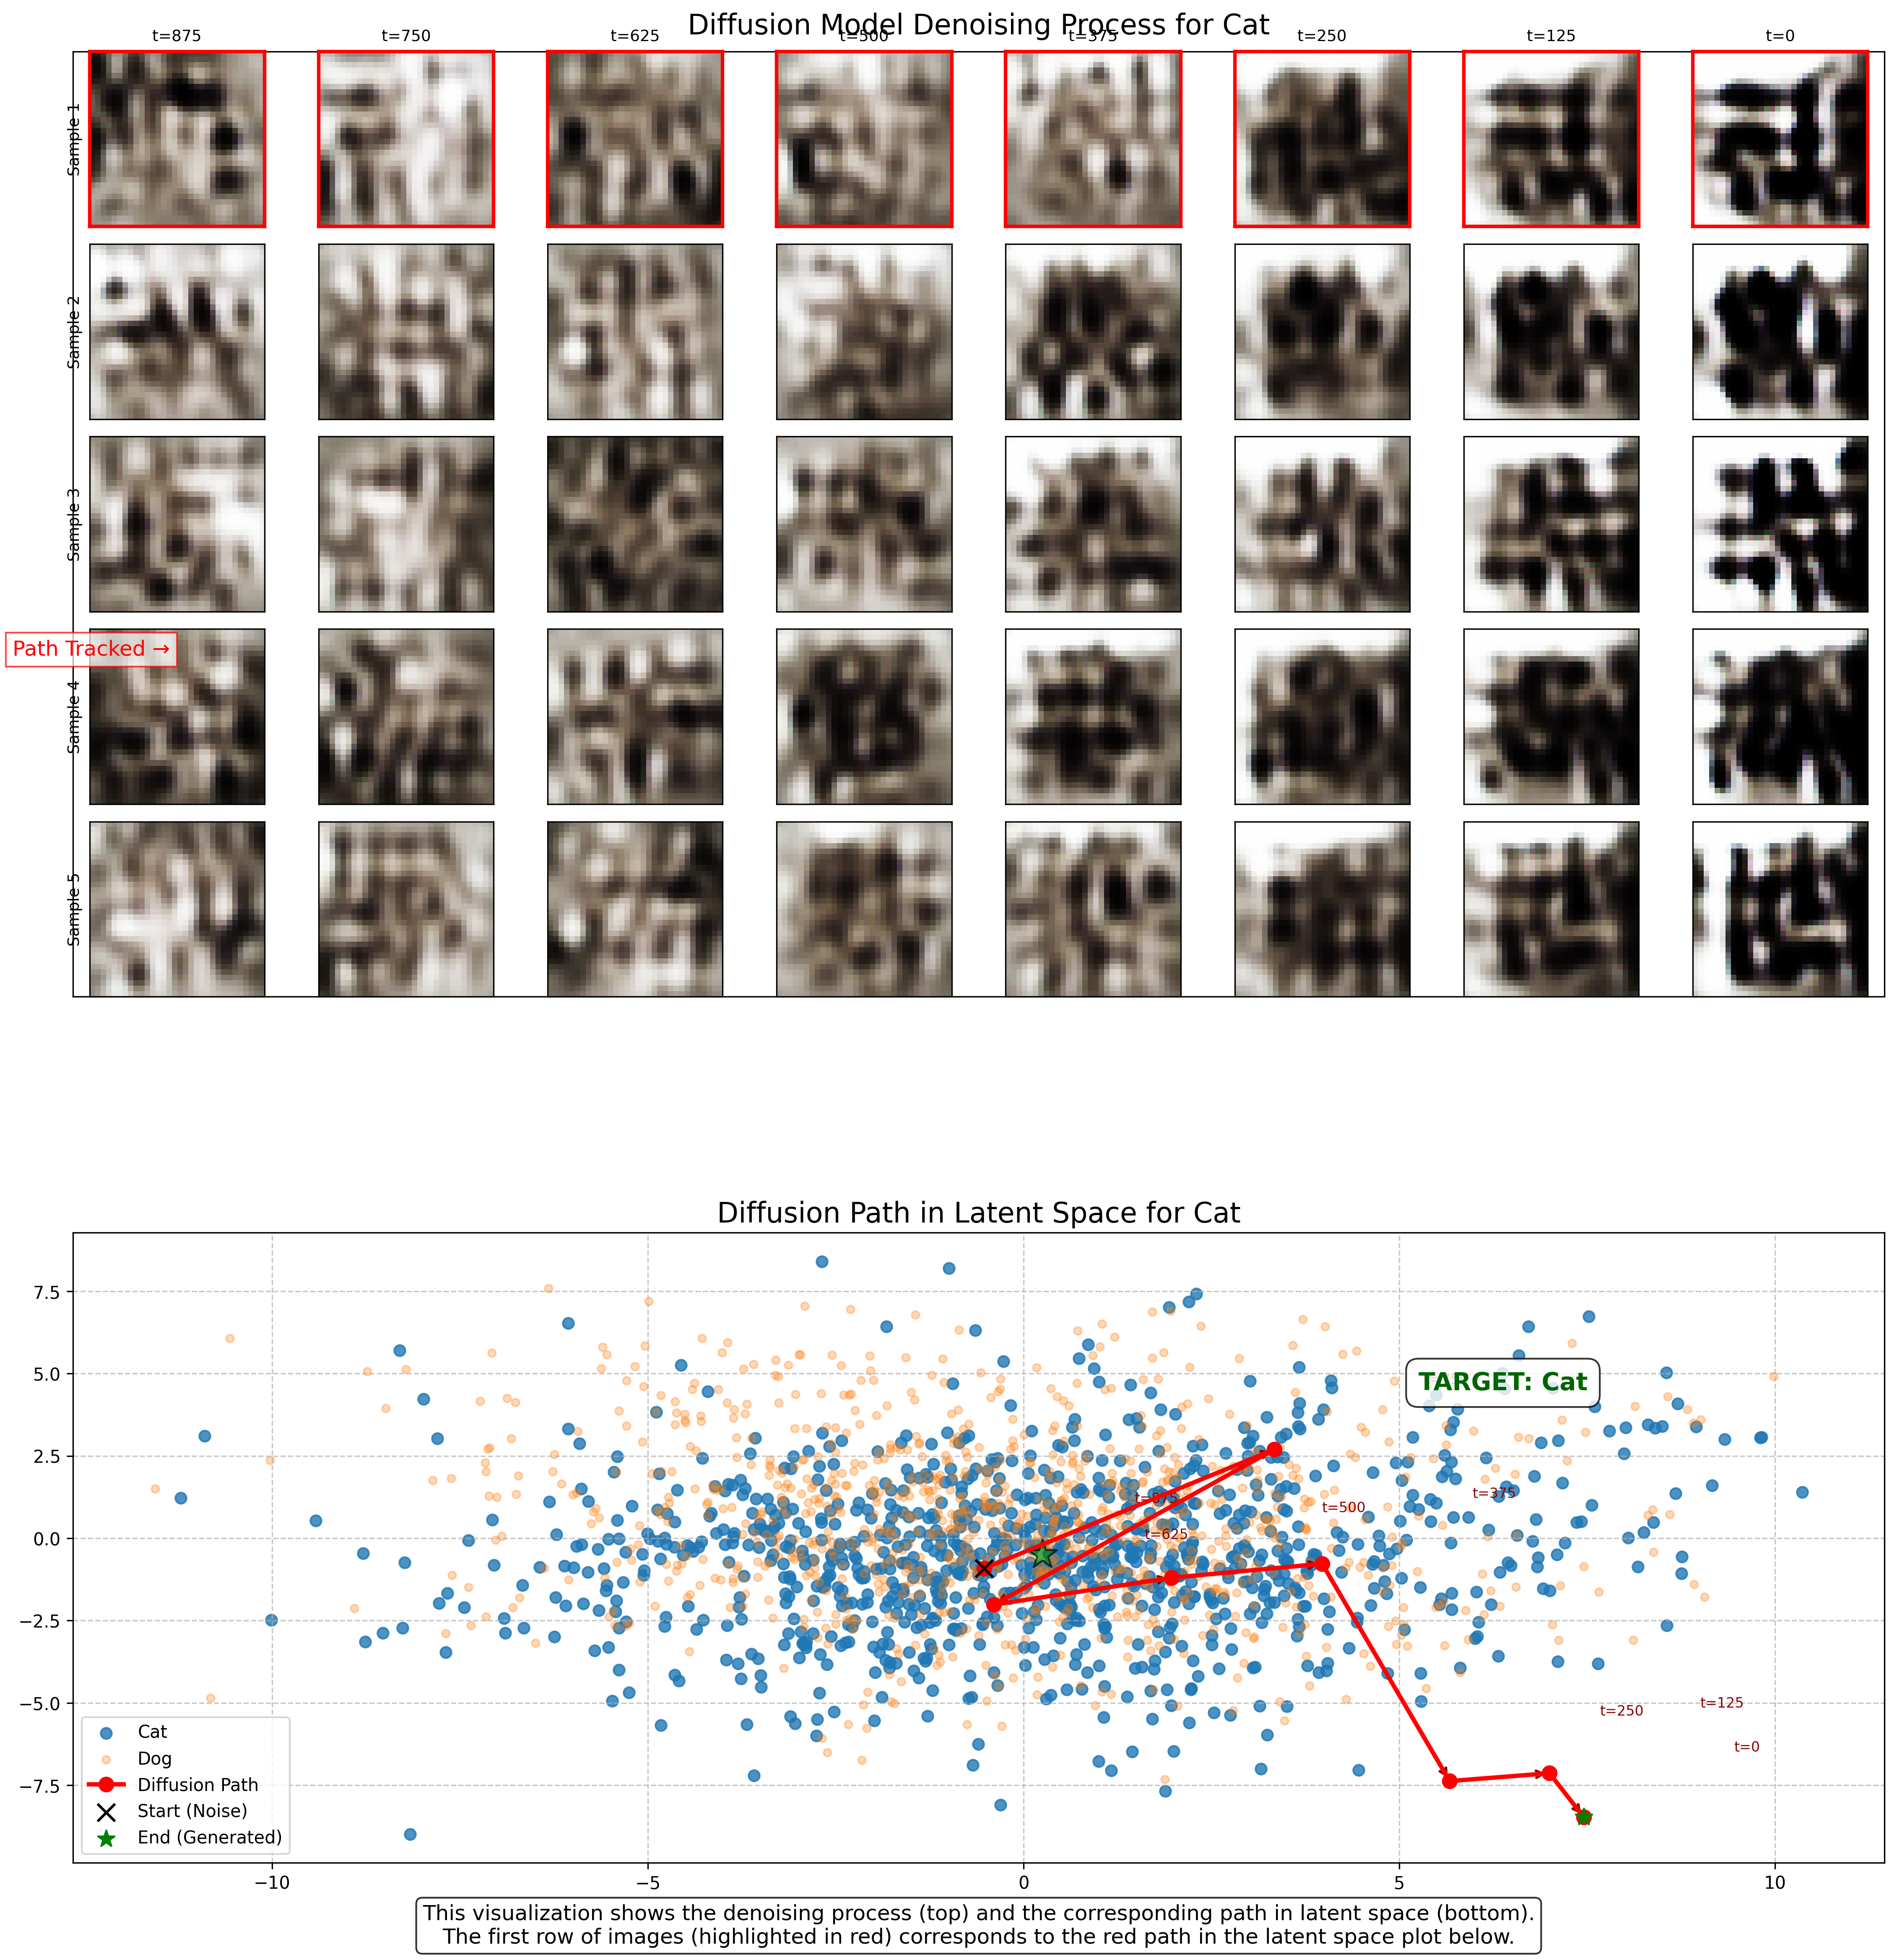 Diffusion Model Denoising Process for Cat
t=875
t=750
t=625
t=500
t=375
t=250
t=125
t=0
Sample 1
Sample 2
Sample 3
Path Tracked →
Sample 4
Sample 5
Diffusion Path in Latent Space for Cat
7.5
5.0
2.5
0.0
−2.5
−5.0
−7.5
TARGET: Cat
t=875
t=625
t=500
t=375
t=250
t=125
t=0
Cat
Dog
Diffusion Path
Start (Noise)
End (Generated)
−10
−5
0
5
10
This visualization shows the denoising process (top) and the corresponding path in latent space (bottom).
The first row of images (highlighted in red) corresponds to the red path in the latent space plot below.